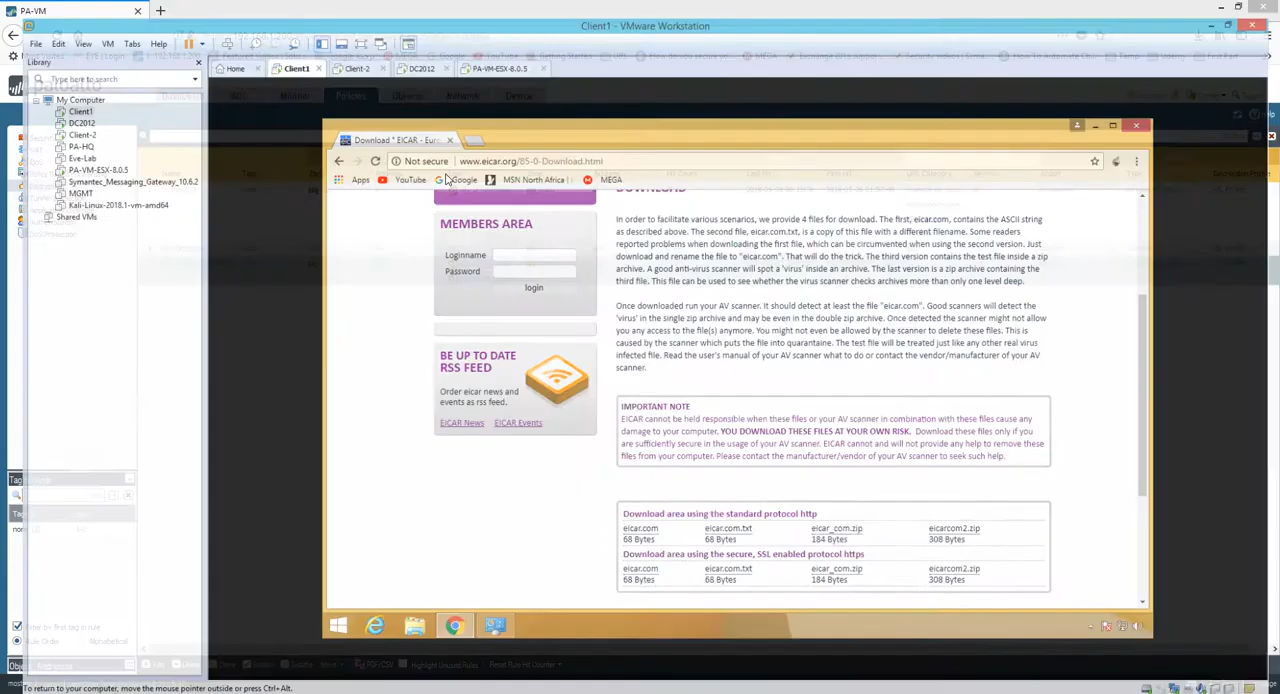 PA-VM
Client1 - VMware Workstation
File Edit View VM Tabs Help
Library
Type here to search
My Computer
Client1
DC2012
Client-2
PA-HQ
Eve-Lab
PA-VM-ESX-8.0.5
Symantec_Messaging_Gateway_10.6.2
MGMT
Kali-Linux-2018.1-vm-amd64
Shared VMs
Home Client1 Client-2 DC2012 PA-VM-ESX-8.0.5
Policies
Device
Download * EICAR - Euro
Not secure www.eicar.org/85-0-Download.html
Apps YouTube Google MSN North Africa | MEGA
DOWNLOAD
MEMBERS AREA
Loginname
Password
login
BE UP TO DATE
RSS FEED
Order eicar news and
events as rss feed.
EICAR News EICAR Events
In order to facilitate various scenarios, we provide 4 files for download. The first, eicar.com, contains the ASCII string
as described above. The second file, eicar.com.txt, is a copy of this file with a different filename. Some readers
reported problems when downloading the first file, which can be circumvented when using the second version. Just
download and rename the file to "eicar.com". That will do the trick. The third version contains the test file inside a zip
archive. A good anti-virus scanner will spot a 'virus' inside an archive. The last version is a zip archive containing the
third file. This file can be used to see whether the virus scanner checks archives more than only one level deep.
Once downloaded run your AV scanner. It should detect at least the file "eicar.com". Good scanners will detect the
'virus' in the single zip archive and may be even in the double zip archive. Once detected the scanner might not allow
you any access to the file(s) anymore. You might not even be allowed by the scanner to delete these files. This is
caused by the scanner which puts the file into quarantaine. The test file will be treated just like any other real virus
infected file. Read the user's manual of your AV scanner what to do or contact the vendor/manufacturer of your AV
scanner.
IMPORTANT NOTE
EICAR cannot be held responsible when these files or your AV scanner in combination with these files cause any
damage to your computer. YOU DOWNLOAD THESE FILES AT YOUR OWN RISK. Download these files only if you
are sufficiently secure in the usage of your AV scanner. EICAR cannot and will not provide any help to remove these
files from your computer. Please contact the manufacturer/vendor of your AV scanner to seek such help.
Download area using the standard protocol http
eicar.com eicar.com.txt eicar_com.zip eicarcom2.zip
68 Bytes 68 Bytes 184 Bytes 308 Bytes
Download area using the secure, SSL enabled protocol https
eicar.com eicar.com.txt eicar_com.zip eicarcom2.zip
68 Bytes 68 Bytes 184 Bytes 308 Bytes
Filter by first tag in rule
Rule Order Alphabetical
PDF/CSV Highlight Unused Rules Reset Rule Hit Counter
To return to your computer, move the mouse pointer outside or press Ctrl+Alt.